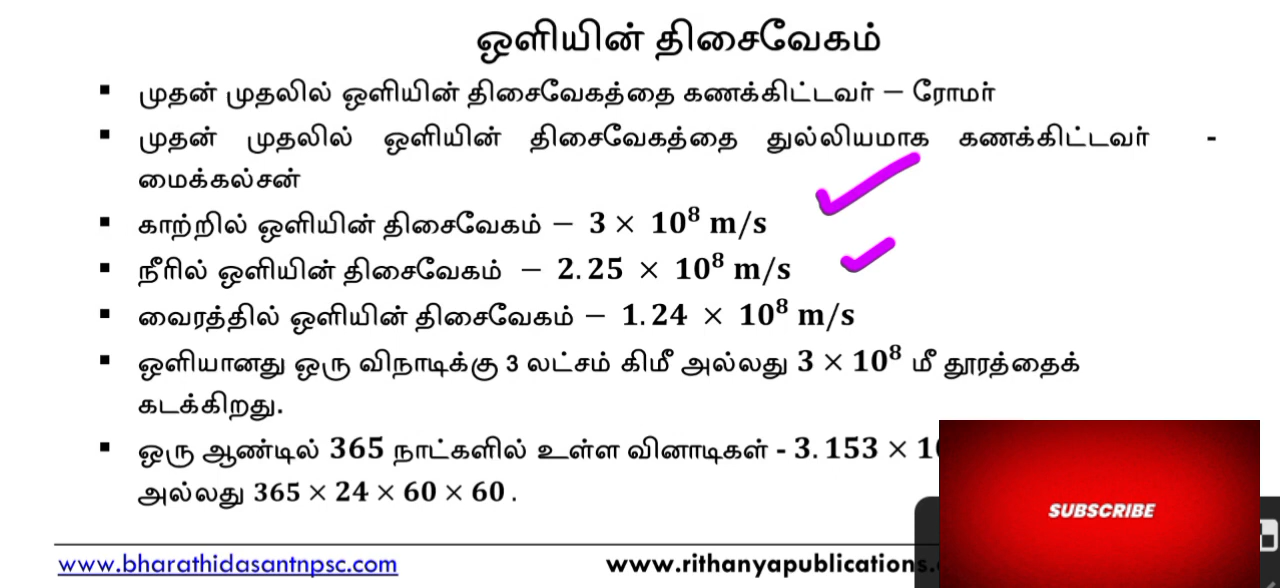 ஒளியின் திசைவேகம்
▪ முதன் முதலில் ஒளியின் திசைவேகத்தை கணக்கிட்டவர் – ரோமர்
▪ முதன் முதலில் ஒளியின் திசைவேகத்தை துல்லியமாக கணக்கிட்டவர் -
மைக்கல்சன்
▪ காற்றில் ஒளியின் திசைவேகம் – 3 × 10⁸ m/s
▪ நீரில் ஒளியின் திசைவேகம் – 2.25 × 10⁸ m/s
▪ வைரத்தில் ஒளியின் திசைவேகம் – 1.24 × 10⁸ m/s
▪ ஒளியானது ஒரு விநாடிக்கு 3 லட்சம் கிமீ அல்லது 3 × 10⁸ மீ தூரத்தைக்
கடக்கிறது.
▪ ஒரு ஆண்டில் 365 நாட்களில் உள்ள வினாடிகள் - 3.153 ×
அல்லது 365 × 24 × 60 × 60 .
SUBSCRIBE
www.bharathidasantnpsc.com www.rithanyapublications.